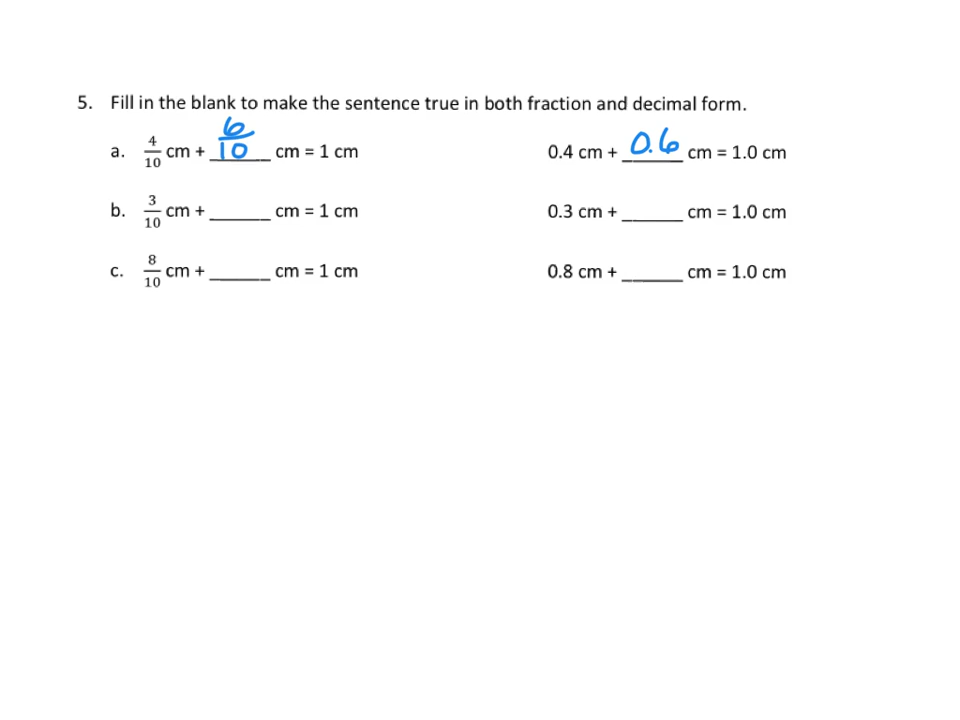 5. Fill in the blank to make the sentence true in both fraction and decimal form.
a. 4/10 cm + 6/10 cm = 1 cm 0.4 cm + 0.6 cm = 1.0 cm
b. 3/10 cm + ______ cm = 1 cm 0.3 cm + ______ cm = 1.0 cm
c. 8/10 cm + ______ cm = 1 cm 0.8 cm + ______ cm = 1.0 cm